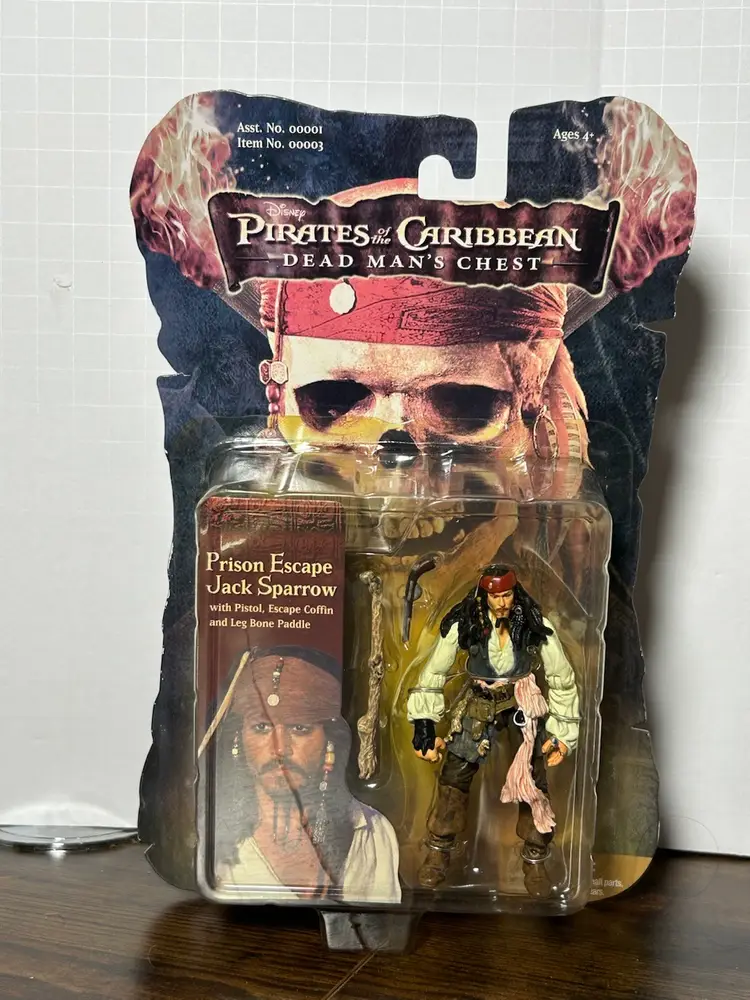 Asst. No. 00001
Item No. 00003
Ages 4+
Disney
PIRATES of the CARIBBEAN
DEAD MAN'S CHEST
Prison Escape
Jack Sparrow
with Pistol, Escape Coffin
and Leg Bone Paddle
parts.